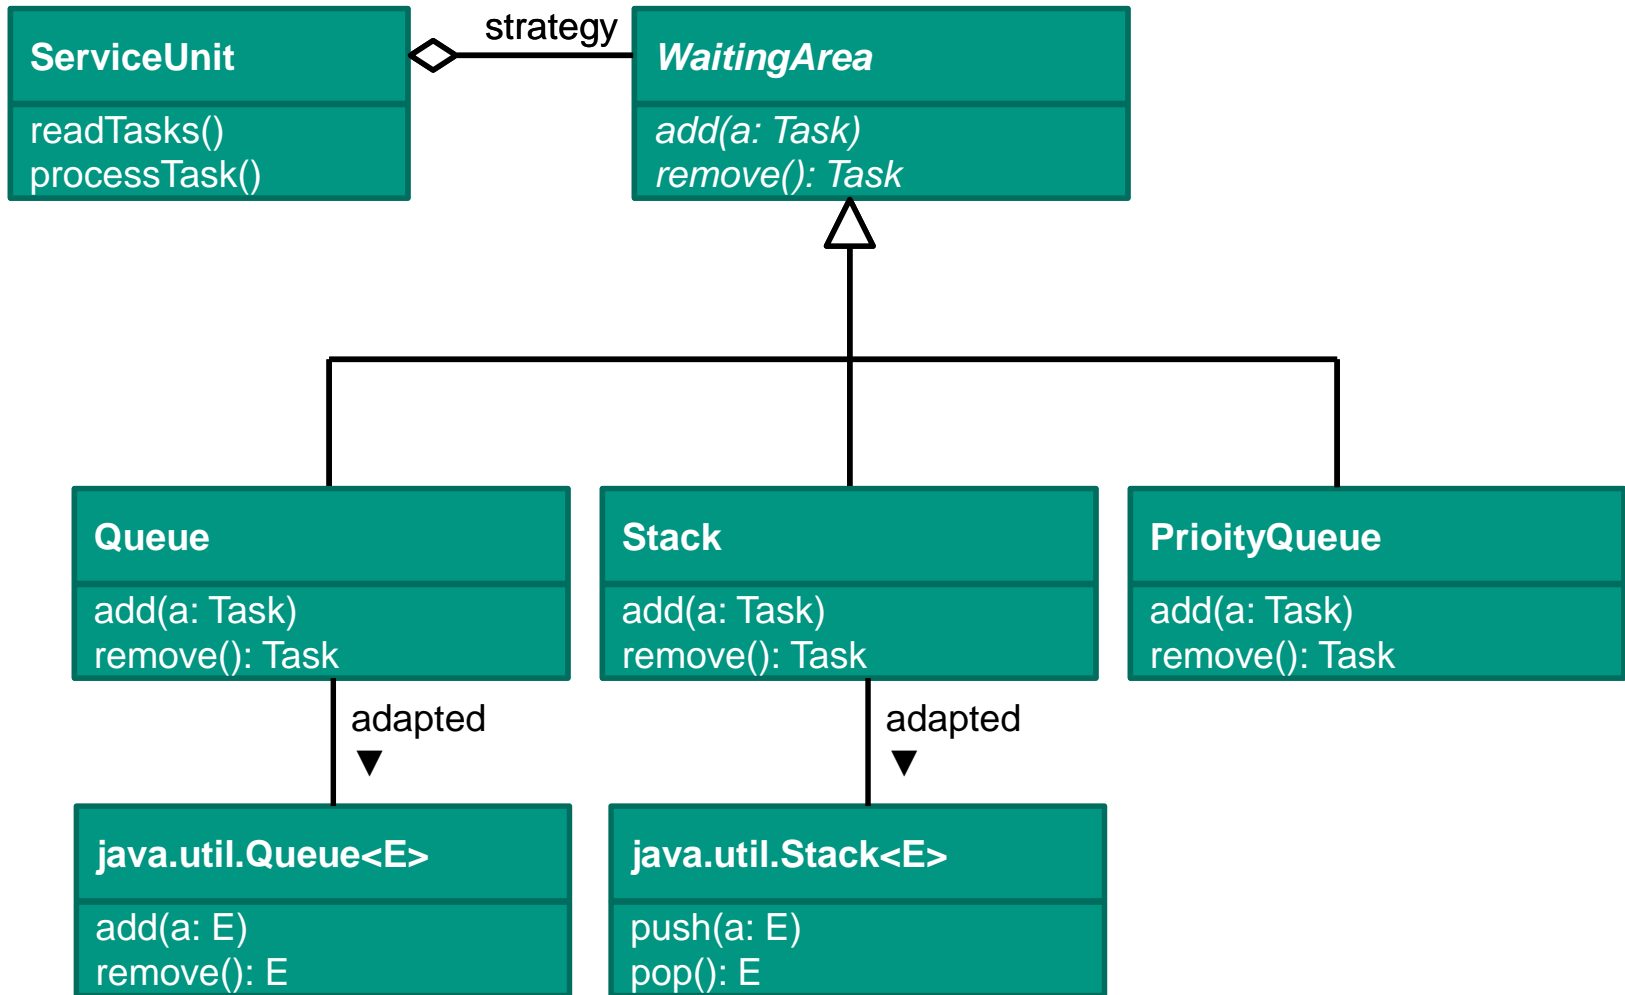 ServiceUnit
readTasks()
processTask()
strategy
WaitingArea
add(a: Task)
remove(): Task
Queue
add(a: Task)
remove(): Task
Stack
add(a: Task)
remove(): Task
PrioityQueue
add(a: Task)
remove(): Task
adapted
adapted
java.util.Queue<E>
add(a: E)
remove(): E
java.util.Stack<E>
push(a: E)
pop(): E